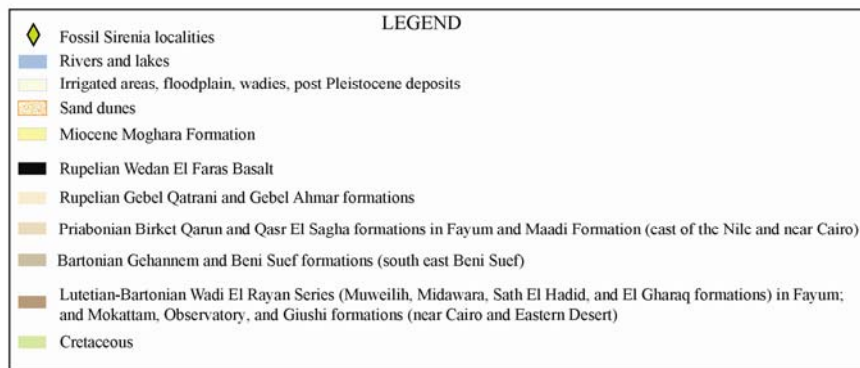 LEGEND
Fossil Sirenia localities
Rivers and lakes
Irrigated areas, floodplain, wadies, post Pleistocene deposits
Sand dunes
Miocene Moghara Formation
Rupelian Wedan El Faras Basalt
Rupelian Gebel Qatrani and Gebel Ahmar formations
Priabonian Birket Qarun and Qasr El Sagha formations in Fayum and Maadi Formation (east of the Nile and near Cairo)
Bartonian Gehannem and Beni Suef formations (south east Beni Suef)
Lutetian-Bartonian Wadi El Rayan Series (Muweilih, Midawara, Sath El Hadid, and El Gharaq formations) in Fayum;
and Mokattam, Observatory, and Giushi formations (near Cairo and Eastern Desert)
Cretaceous